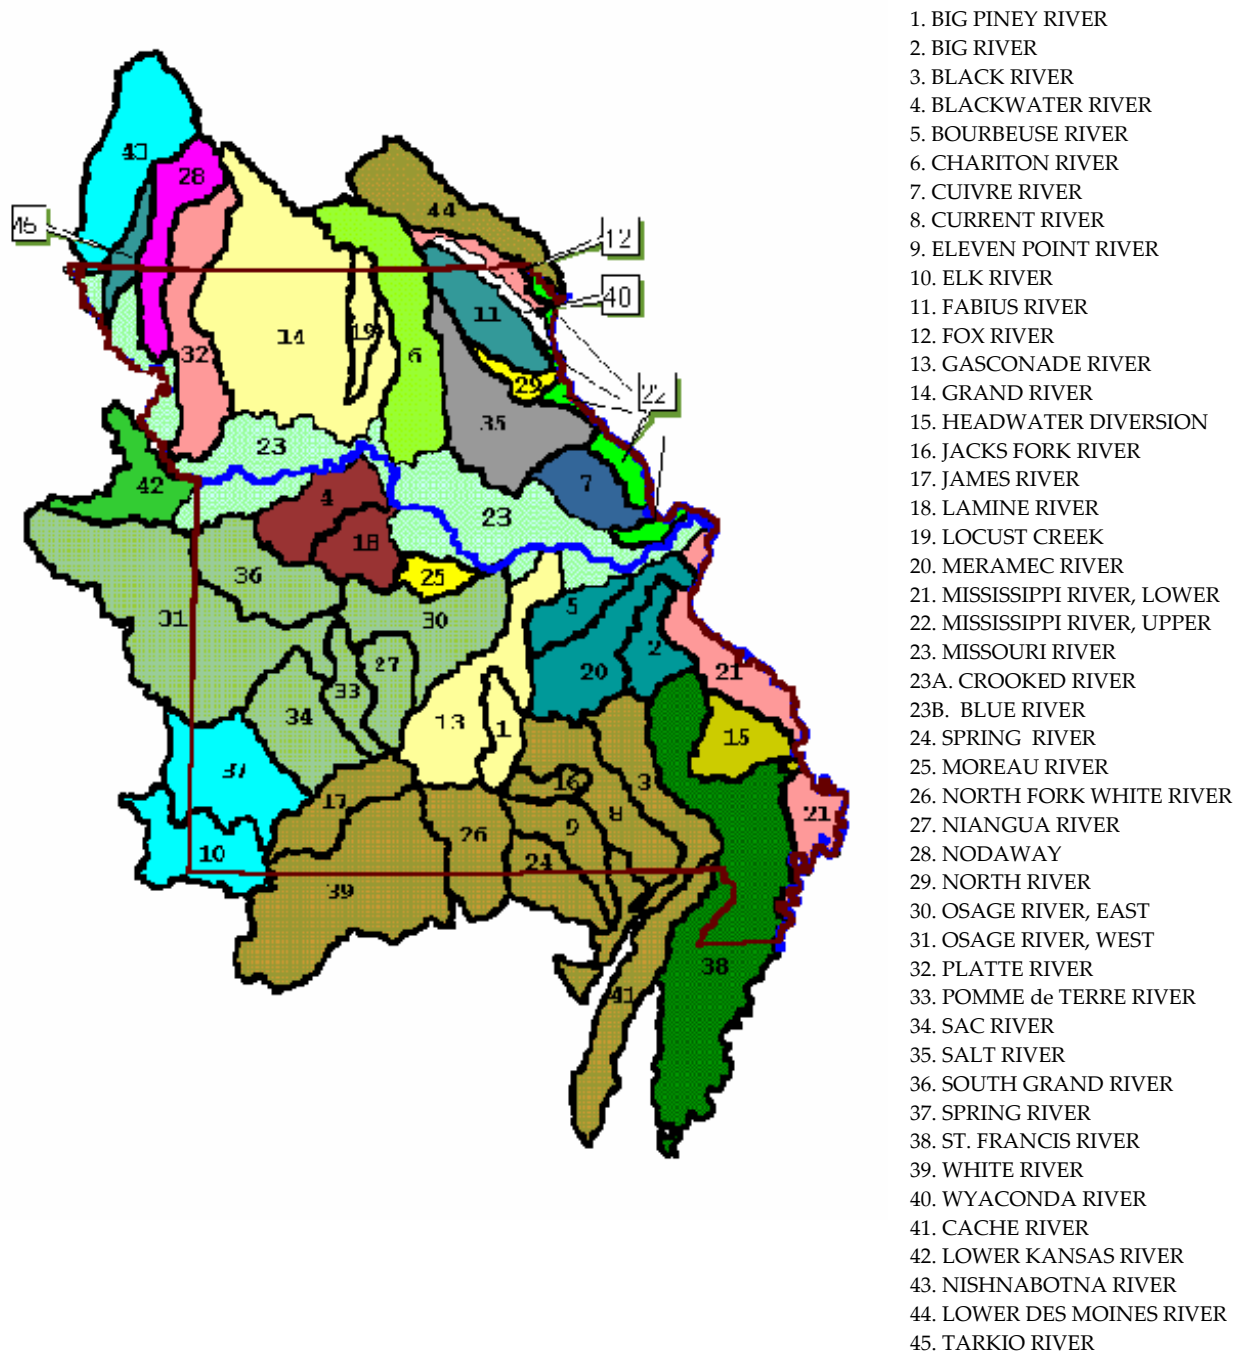 43
28
44
45
12
40
11
14
19
32
6
29
22
35
23
42
4
7
23
18
36
25
5
31
30
2
27
20
33
21
34
13
1
15
37
16
3
17
8
21
26
9
10
24
39
38
41
1. BIG PINEY RIVER
2. BIG RIVER
3. BLACK RIVER
4. BLACKWATER RIVER
5. BOURBEUSE RIVER
6. CHARITON RIVER
7. CUIVRE RIVER
8. CURRENT RIVER
9. ELEVEN POINT RIVER
10. ELK RIVER
11. FABIUS RIVER
12. FOX RIVER
13. GASCONADE RIVER
14. GRAND RIVER
15. HEADWATER DIVERSION
16. JACKS FORK RIVER
17. JAMES RIVER
18. LAMINE RIVER
19. LOCUST CREEK
20. MERAMEC RIVER
21. MISSISSIPPI RIVER, LOWER
22. MISSISSIPPI RIVER, UPPER
23. MISSOURI RIVER
23A. CROOKED RIVER
23B. BLUE RIVER
24. SPRING RIVER
25. MOREAU RIVER
26. NORTH FORK WHITE RIVER
27. NIANGUA RIVER
28. NODAWAY
29. NORTH RIVER
30. OSAGE RIVER, EAST
31. OSAGE RIVER, WEST
32. PLATTE RIVER
33. POMME de TERRE RIVER
34. SAC RIVER
35. SALT RIVER
36. SOUTH GRAND RIVER
37. SPRING RIVER
38. ST. FRANCIS RIVER
39. WHITE RIVER
40. WYACONDA RIVER
41. CACHE RIVER
42. LOWER KANSAS RIVER
43. NISHNABOTNA RIVER
44. LOWER DES MOINES RIVER
45. TARKIO RIVER